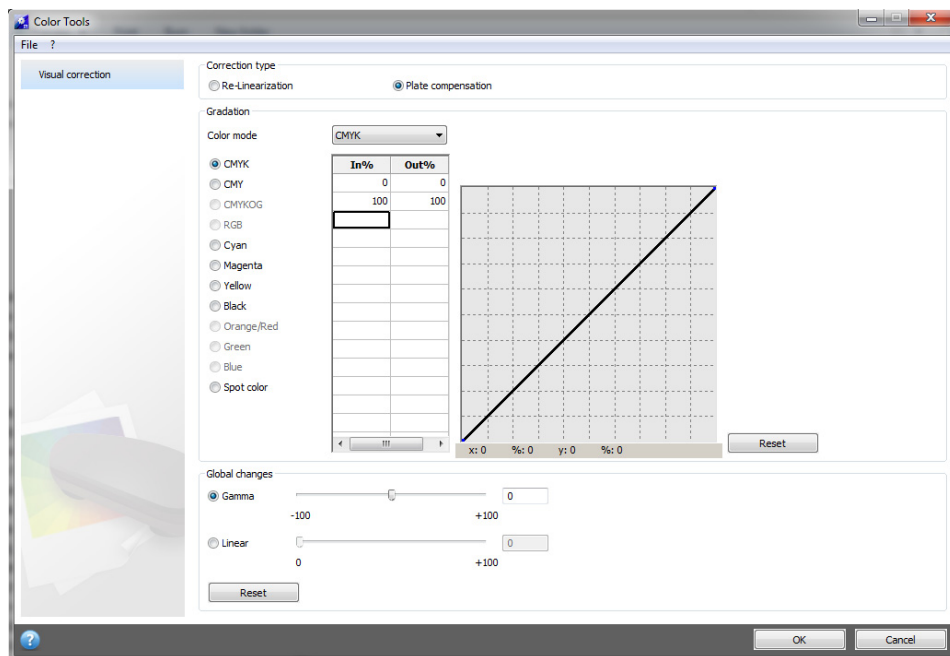 Color Tools
File ?
Visual correction
Correction type
Re-Linearization
Plate compensation
Gradation
Color mode
CMYK
CMYK
CMY
CMYKOG
RGB
Cyan
Magenta
Yellow
Black
Orange/Red
Green
Blue
Spot color
In% Out%
0 0
100 100
x: 0 %: 0 y: 0 %: 0
Reset
Global changes
Gamma
0
-100 +100
Linear
0
0 +100
Reset
?
OK
Cancel